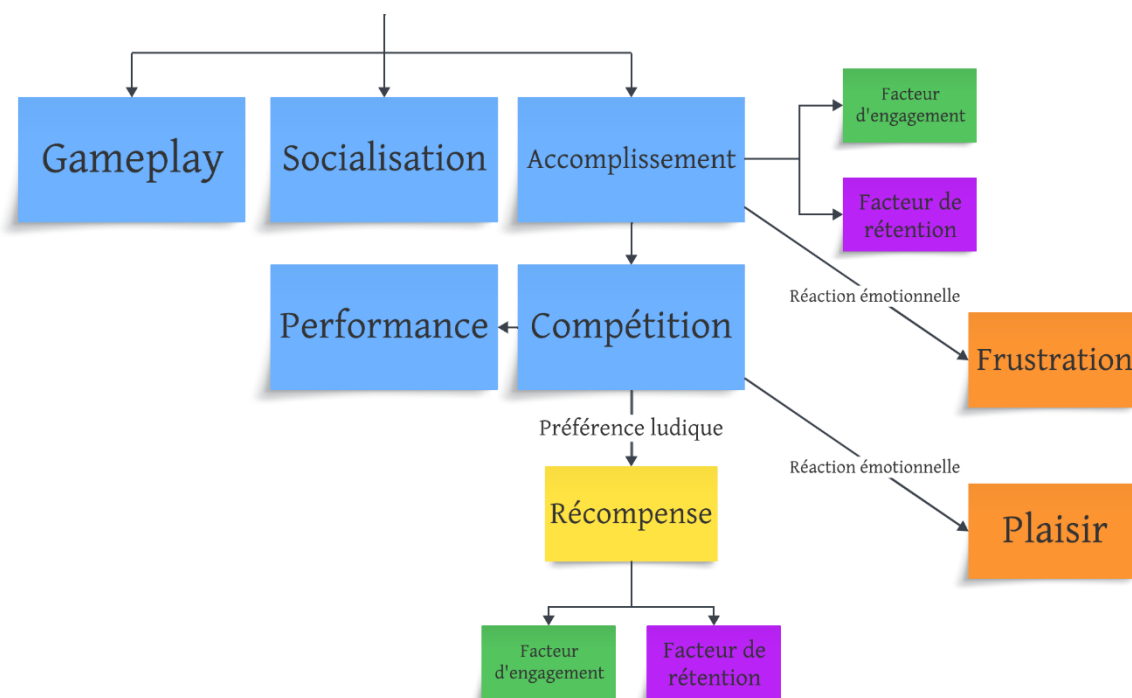 Gameplay
Socialisation
Accomplissement
Facteur
d'engagement
Facteur de
rétention
Réaction émotionnelle
Performance
Compétition
Frustration
Préférence ludique
Réaction émotionnelle
Récompense
Plaisir
Facteur
d'engagement
Facteur de
rétention